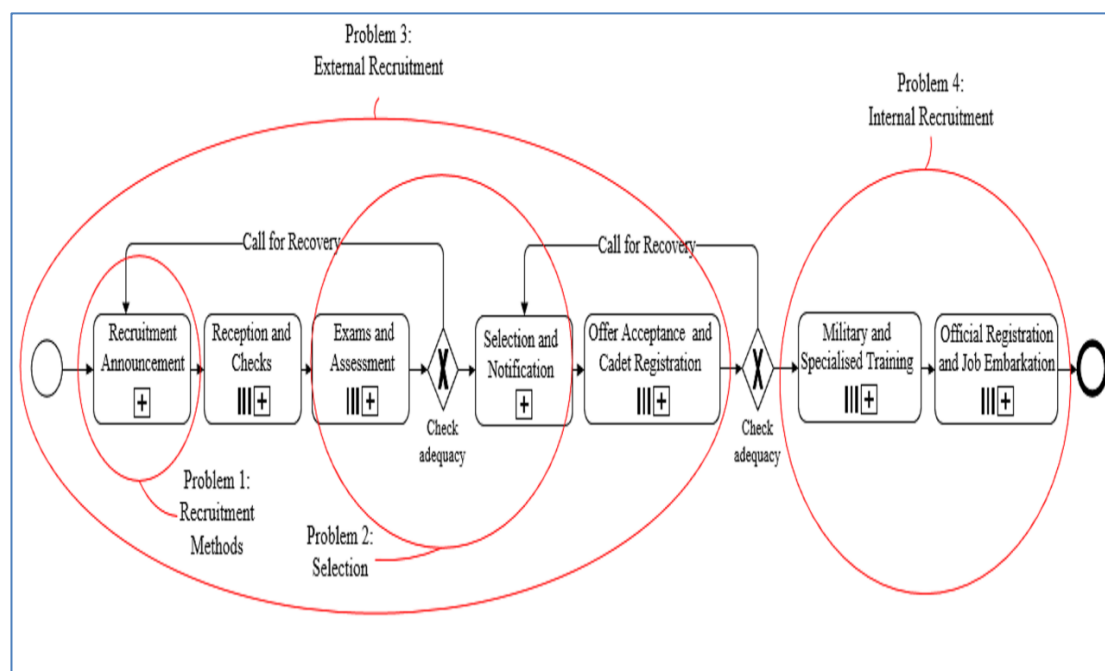 Problem 3:
External Recruitment
Problem 4:
Internal Recruitment
Call for Recovery
Call for Recovery
Recruitment
Announcement
Reception and
Checks
Exams and
Assessment
Check
adequacy
Selection and
Notification
Offer Acceptance and
Cadet Registration
Check
adequacy
Military and
Specialised Training
Official Registration
and Job Embarkation
Problem 1:
Recruitment
Methods
Problem 2:
Selection